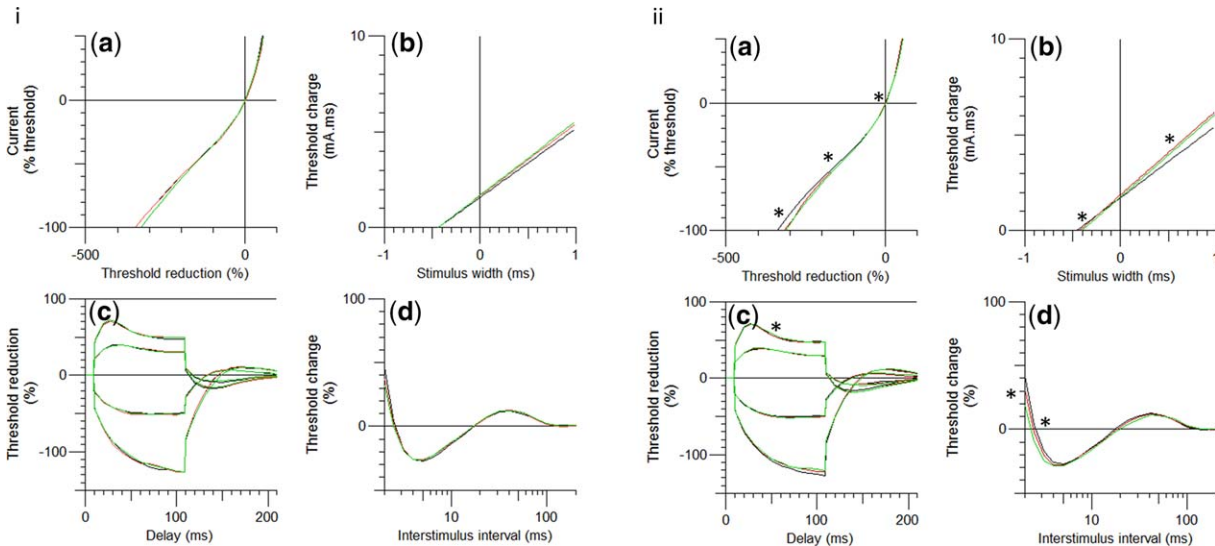 i
(a)
Current
(% threshold)
0
-100
-500
0
Threshold reduction (%)
(b)
Threshold charge
(mA.ms)
10
5
0
-1
0
1
Stimulus width (ms)
(c)
Threshold reduction
(%)
100
0
-100
0
100
200
Delay (ms)
(d)
Threshold change
(%)
100
0
10
100
Interstimulus interval (ms)
ii
(a)
Current
(% threshold)
0
-100
-500
0
Threshold reduction (%)
*
*
*
(b)
Threshold charge
(mA.ms)
10
5
0
-1
0
1
Stimulus width (ms)
*
*
(c)
Threshold reduction
(%)
100
0
-100
0
100
200
Delay (ms)
*
(d)
Threshold change
(%)
100
0
10
100
Interstimulus interval (ms)
*
*